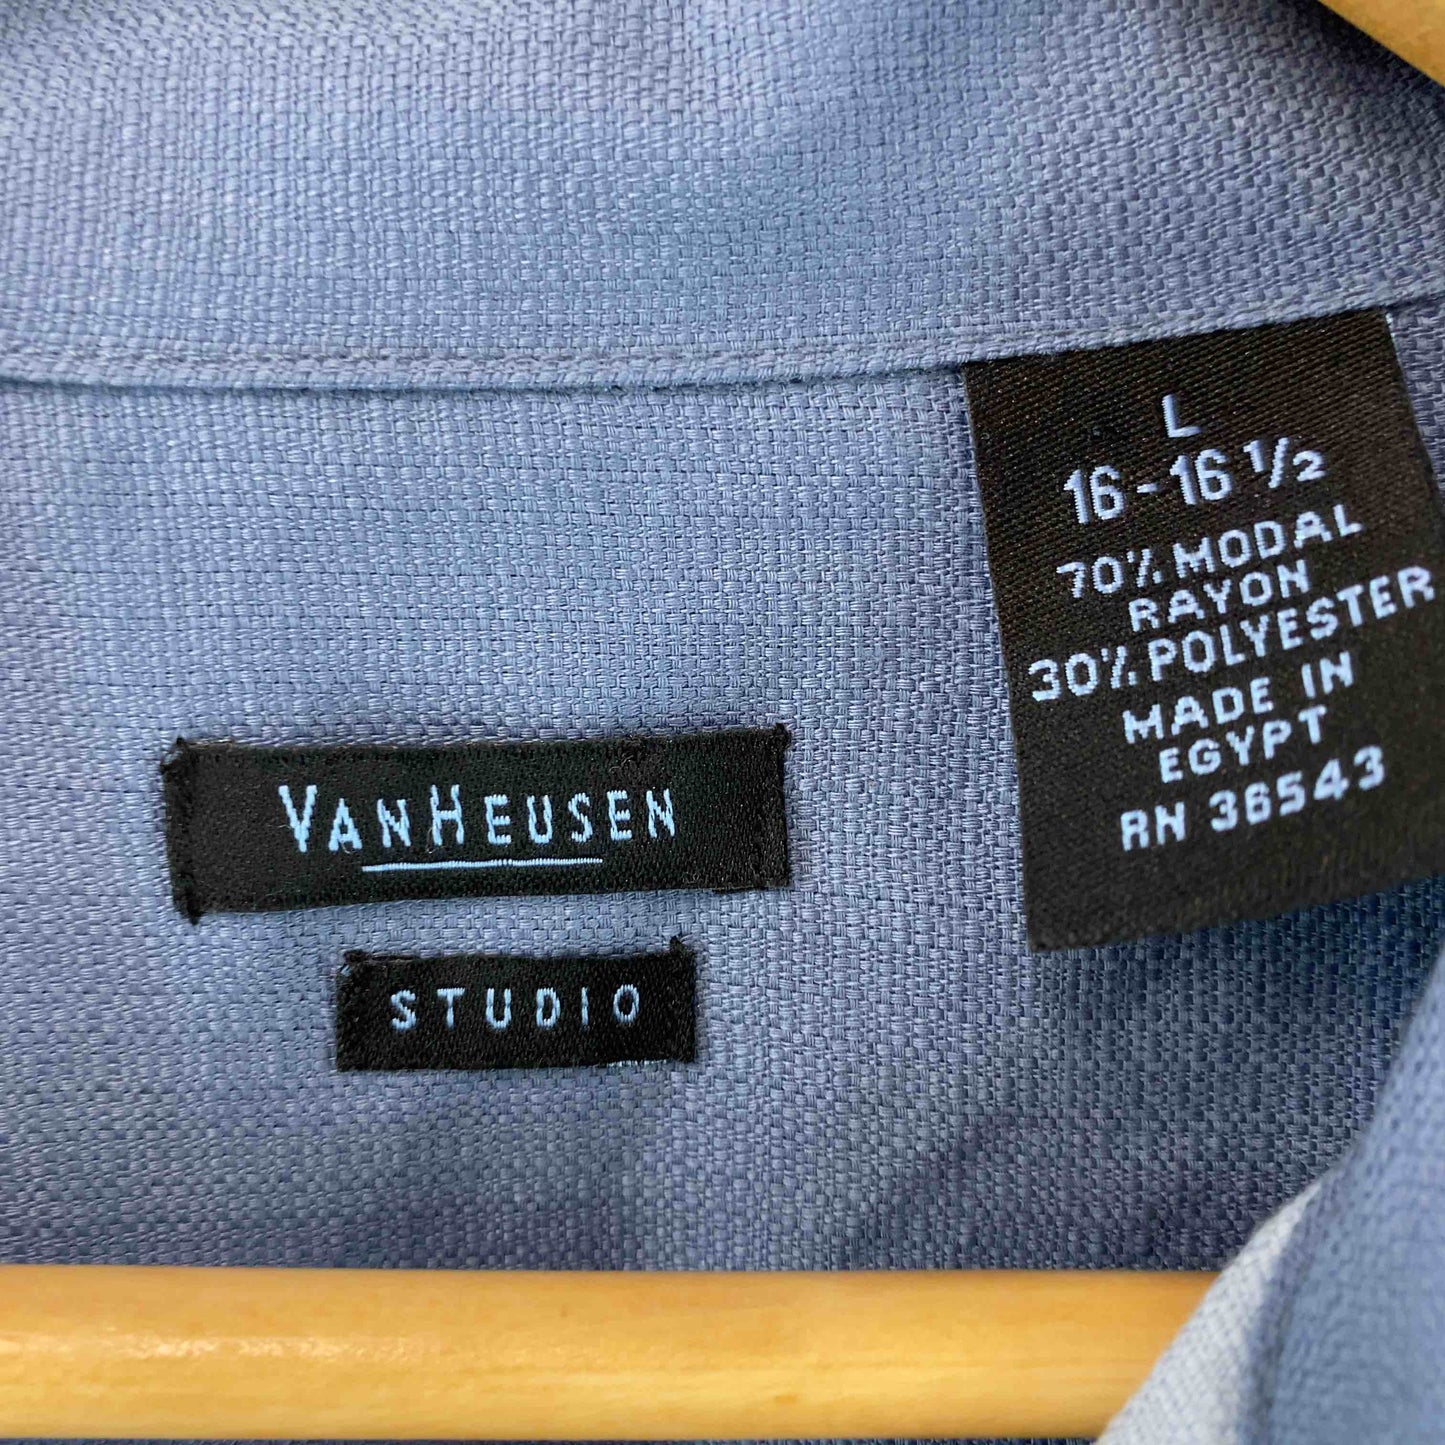 L
16-16 1/2
70% MODAL
RAYON
30% POLYESTER
MADE IN
EGYPT
RN 36543
VANHEUSEN
STUDIO